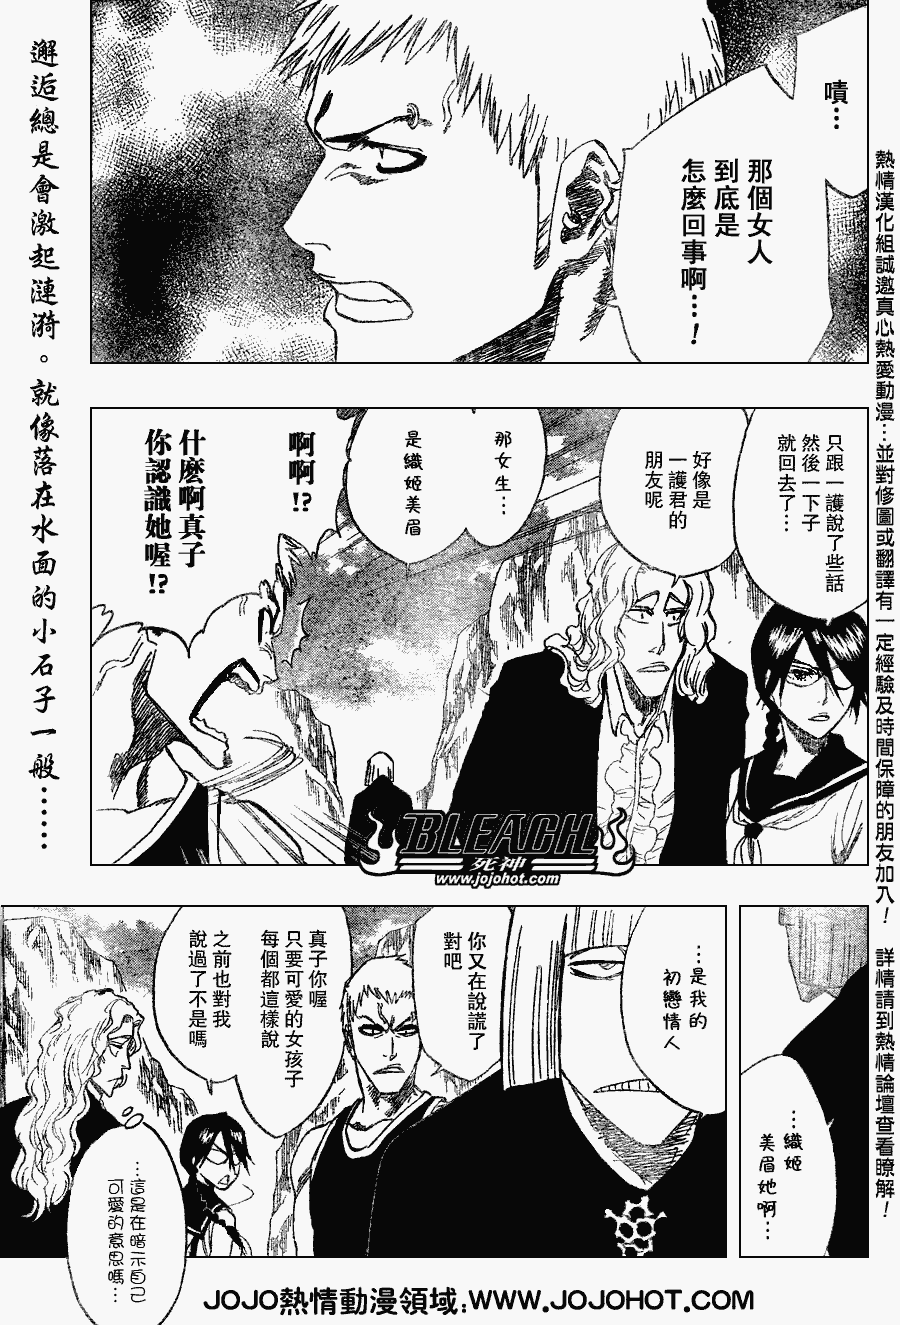 嘖…
那個女人
到底是
怎麼回事啊…!
只跟一護說了些話
然後一下子
就回去了…
好像是
一護君的
朋友呢
那女生…
是織姬美眉
啊啊!?
什麼啊真子
你認識她喔!?
…織姬
美眉她啊…
…是我的
初戀情人
你又在說謊了
對吧
真子你喔
只要可愛的女孩子
每個都這樣說
之前也對我
說過了不是嗎
…這是在暗示自己
可愛的意思嗎…
邂逅總是會激起漣漪。就像落在水面的小石子一般……
熱情漢化組誠邀真心熱愛動漫…並對修圖或翻譯有一定經驗及時間保障的朋友加入! 詳情請到熱情論壇查看瞭解!
BLEACH
死神
www.jojohot.com
JOJO熱情動漫領域:WWW.JOJOHOT.COM